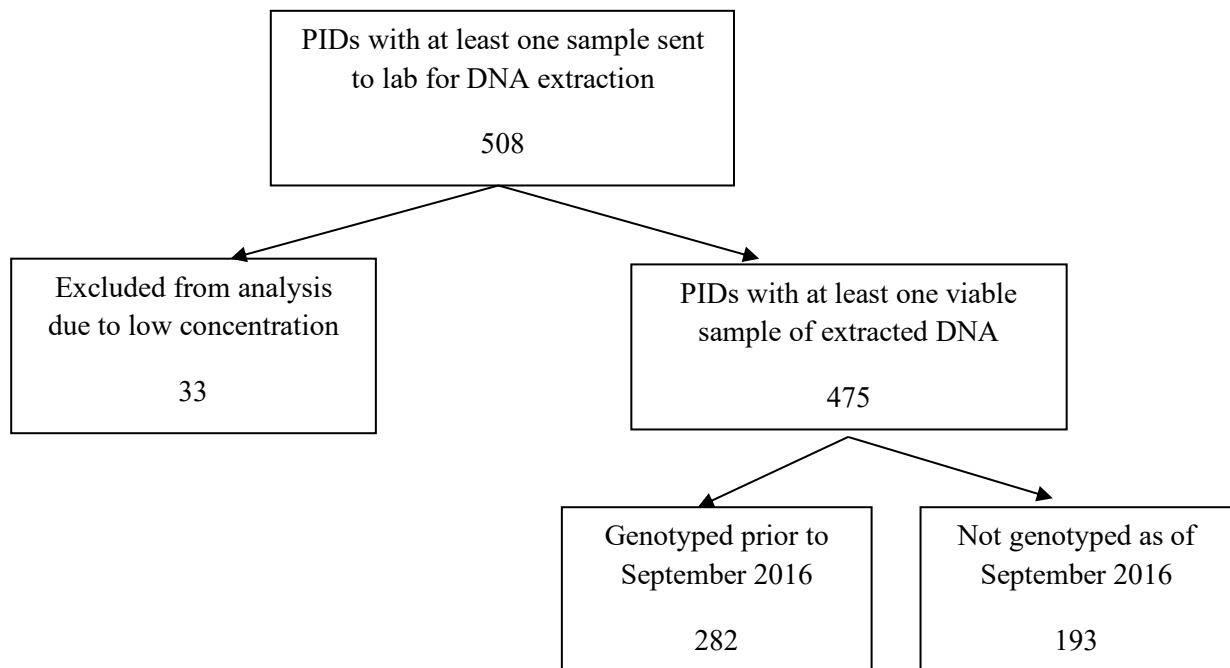 PIDs with at least one sample sent
to lab for DNA extraction
508
Excluded from analysis
due to low concentration
33
PIDs with at least one viable
sample of extracted DNA
475
Genotyped prior to
September 2016
282
Not genotyped as of
September 2016
193